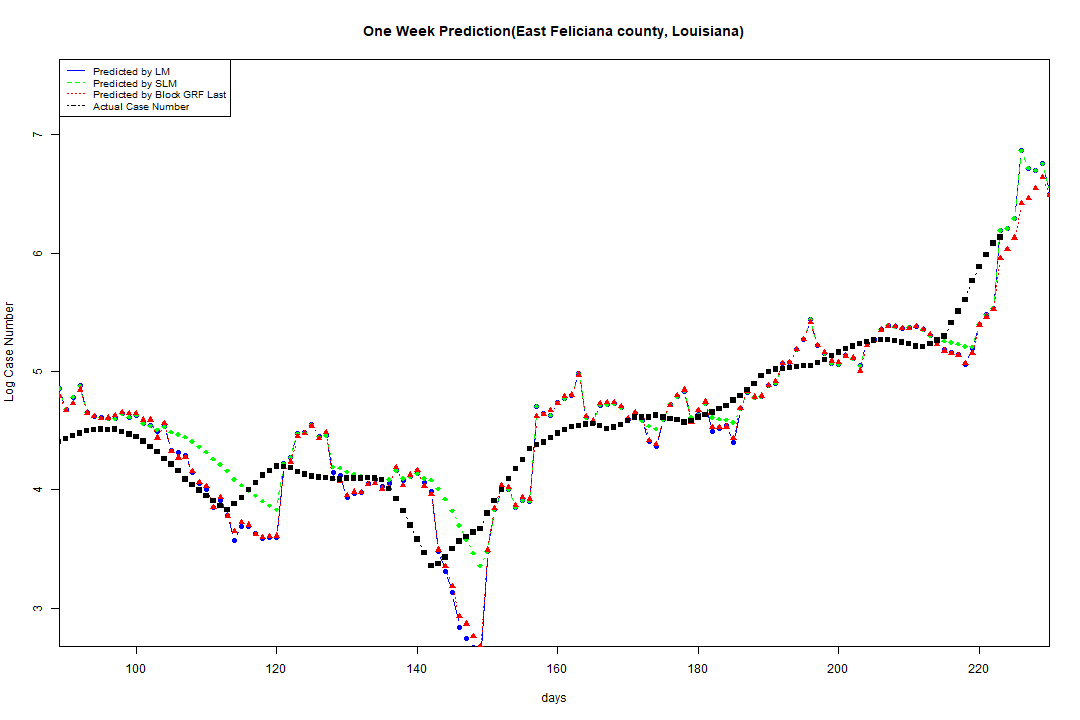 One Week Prediction(East Feliciana county, Louisiana)
Predicted by LM
Predicted by SLM
Predicted by Block GRF Last
Actual Case Number
7
6
5
4
3
Log Case Number
100 120 140 160 180 200 220
days